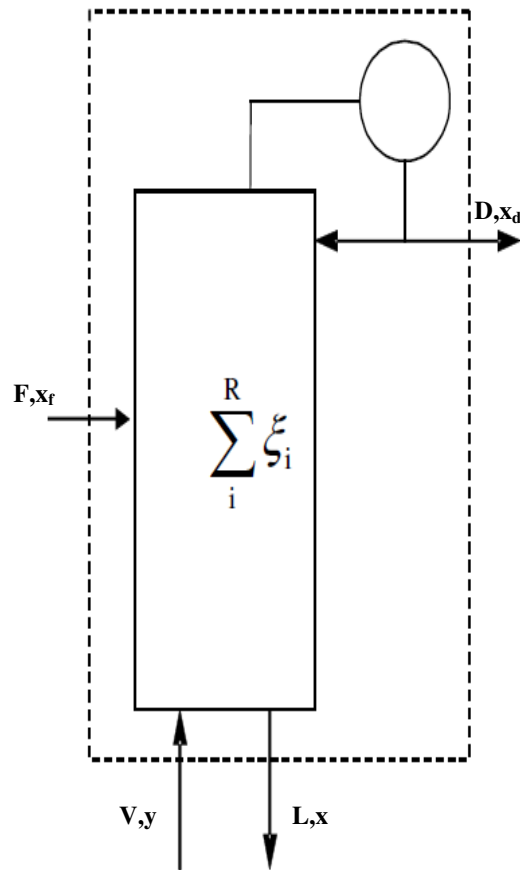 D,x_d
F,x_f
R
∑ ξ_i
i
V,y
L,x